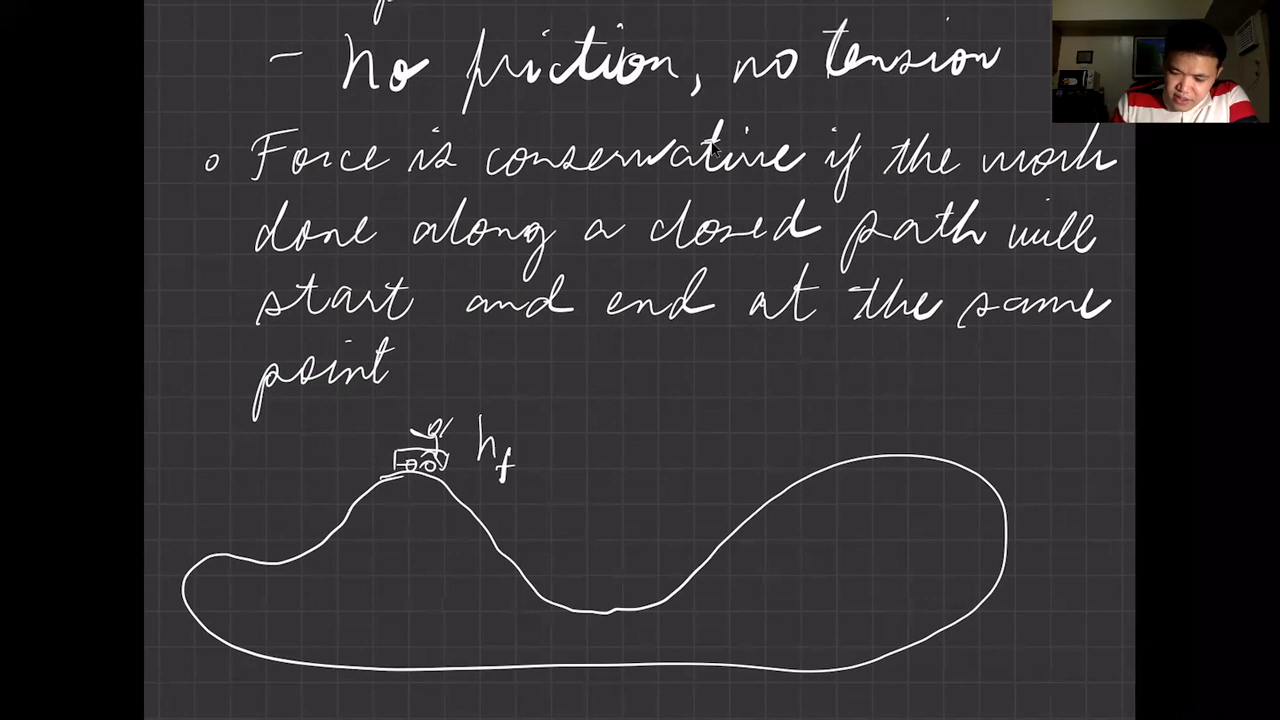 - No friction, no tension
o Force is conservative if the work
done along a closed path will
start and end at the same
point
hf